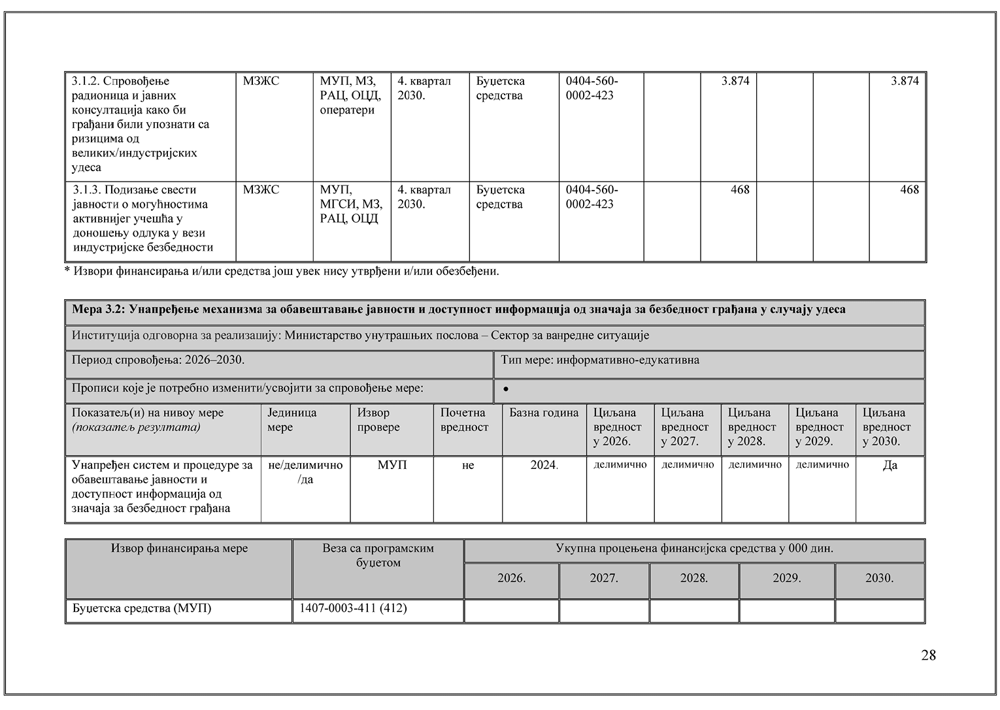 3.1.2. Спровођење
радионица и јавних
консултација како би
грађани били упознати са
ризицима од
великих/индустријских
удеса
МЗЖС
МУП, МЗ,
РАЦ, ОЦД,
оператери
4. квартал
2030.
Буџетска
средства
0404-560-
0002-423
3.874
3.874
3.1.3. Подизање свести
јавности о могућностима
активнијег учешћа у
доношењу одлука у вези
индустријске безбедности
МЗЖС
МУП,
МГСИ, МЗ,
РАЦ, ОЦД
4. квартал
2030.
Буџетска
средства
0404-560-
0002-423
468
468
* Извори финансирања и/или средства још увек нису утврђени и/или обезбеђени.
Мера 3.2: Унапређење механизма за обавештавање јавности и доступност информација од значаја за безбедност грађана у случају удеса
Институција одговорна за реализацију: Министарство унутрашњих послова – Сектор за ванредне ситуације
Период спровођења: 2026–2030.
Тип мере: информативно-едукативна
Прописи које је потребно изменити/усвојити за спровођење мере:
•
Показатељ(и) на нивоу мере
(показатељ резултата)
Јединица
мере
Извор
провере
Почетна
вредност
Базна година
Циљана
вредност
у 2026.
Циљана
вредност
у 2027.
Циљана
вредност
у 2028.
Циљана
вредност
у 2029.
Циљана
вредност
у 2030.
Унапређен систем и процедуре за
обавештавање јавности и
доступност информација од
значаја за безбедност грађана
не/делимично
/да
МУП
не
2024.
делимично
делимично
делимично
делимично
Да
Извор финансирања мере
Веза са програмским
буџетом
Укупна процењена финансијска средства у 000 дин.
2026.
2027.
2028.
2029.
2030.
Буџетска средства (МУП)
1407-0003-411 (412)
28